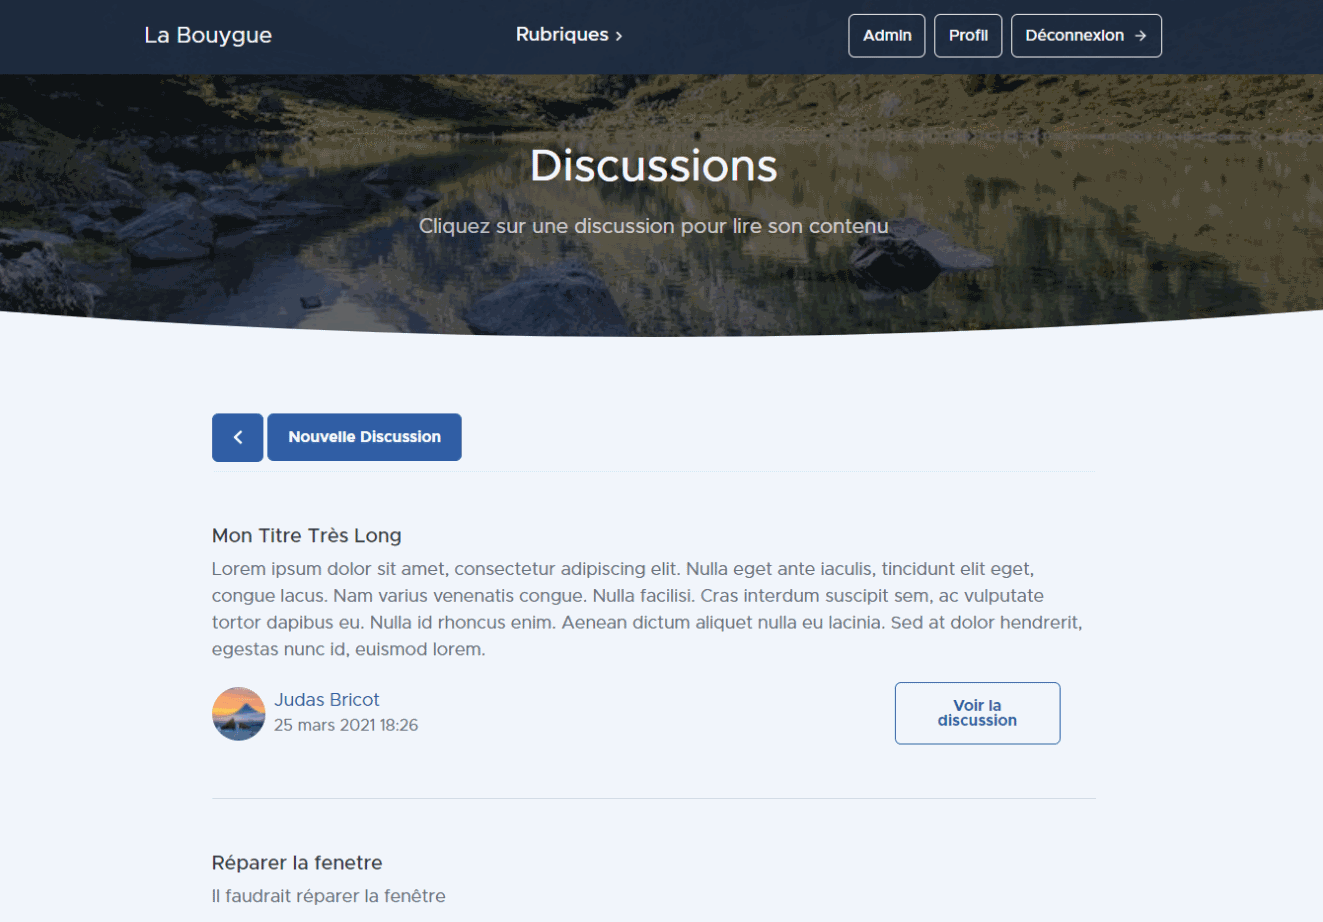 La Bouygue
Rubriques ›
Admin
Profil
Déconnexion →
Discussions
Cliquez sur une discussion pour lire son contenu
Nouvelle Discussion
Mon Titre Très Long
Lorem ipsum dolor sit amet, consectetur adipiscing elit. Nulla eget ante iaculis, tincidunt elit eget,
congue lacus. Nam varius venenatis congue. Nulla facilisi. Cras interdum suscipit sem, ac vulputate
tortor dapibus eu. Nulla id rhoncus enim. Aenean dictum aliquet nulla eu lacinia. Sed at dolor hendrerit,
egestas nunc id, euismod lorem.
Judas Bricot
25 mars 2021 18:26
Voir la
discussion
Réparer la fenetre
Il faudrait réparer la fenêtre